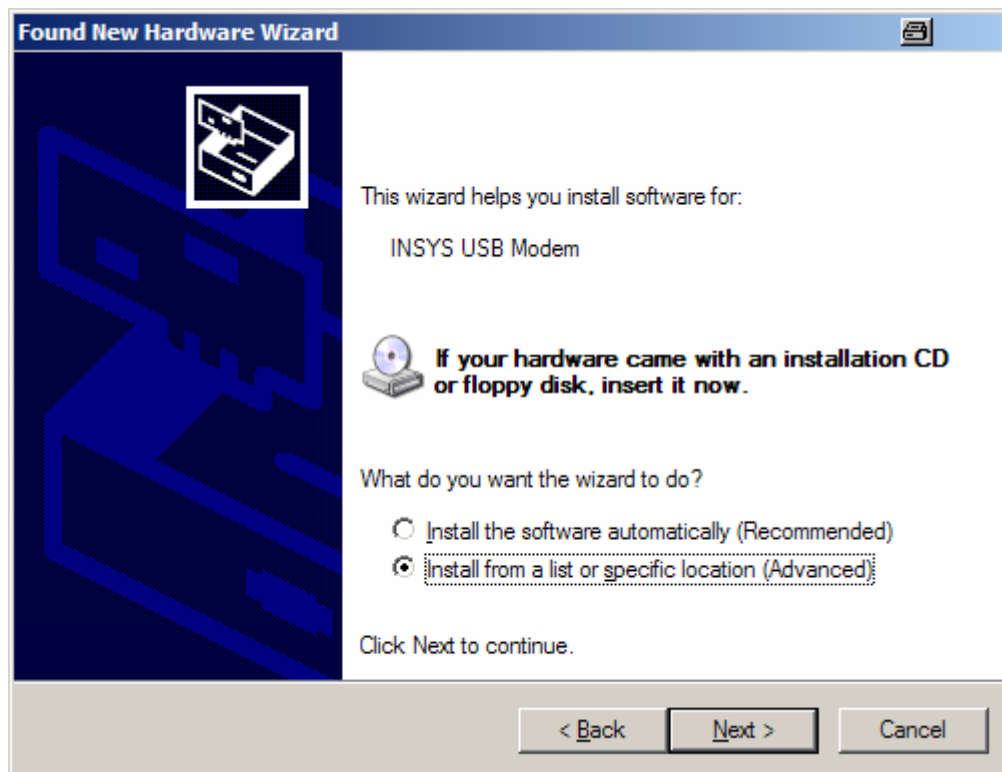 Found New Hardware Wizard
This wizard helps you install software for:
INSYS USB Modem
If your hardware came with an installation CD
or floppy disk, insert it now.
What do you want the wizard to do?
Install the software automatically (Recommended)
Install from a list or specific location (Advanced)
Click Next to continue.
< Back
Next >
Cancel